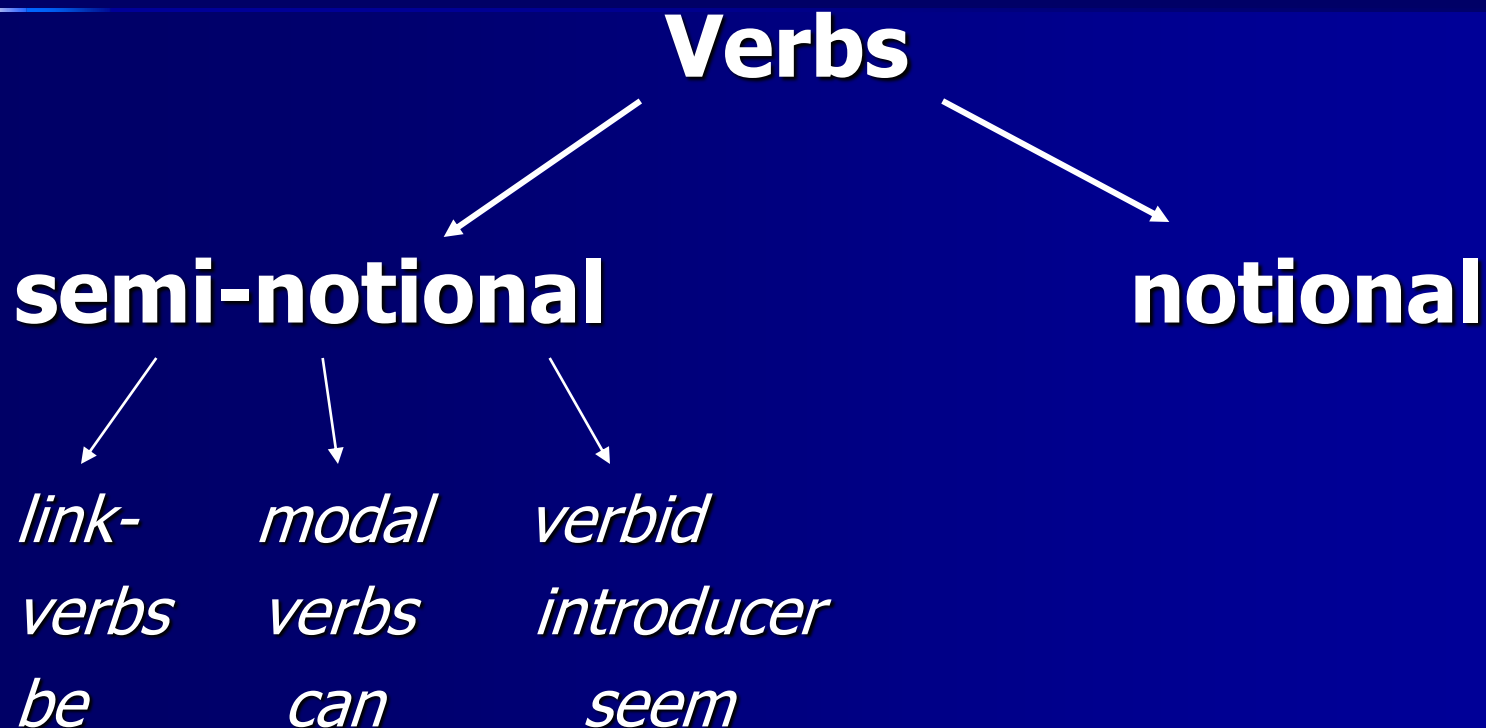 Verbs
semi-notional notional
link- modal verbid
verbs verbs introducer
be can seem